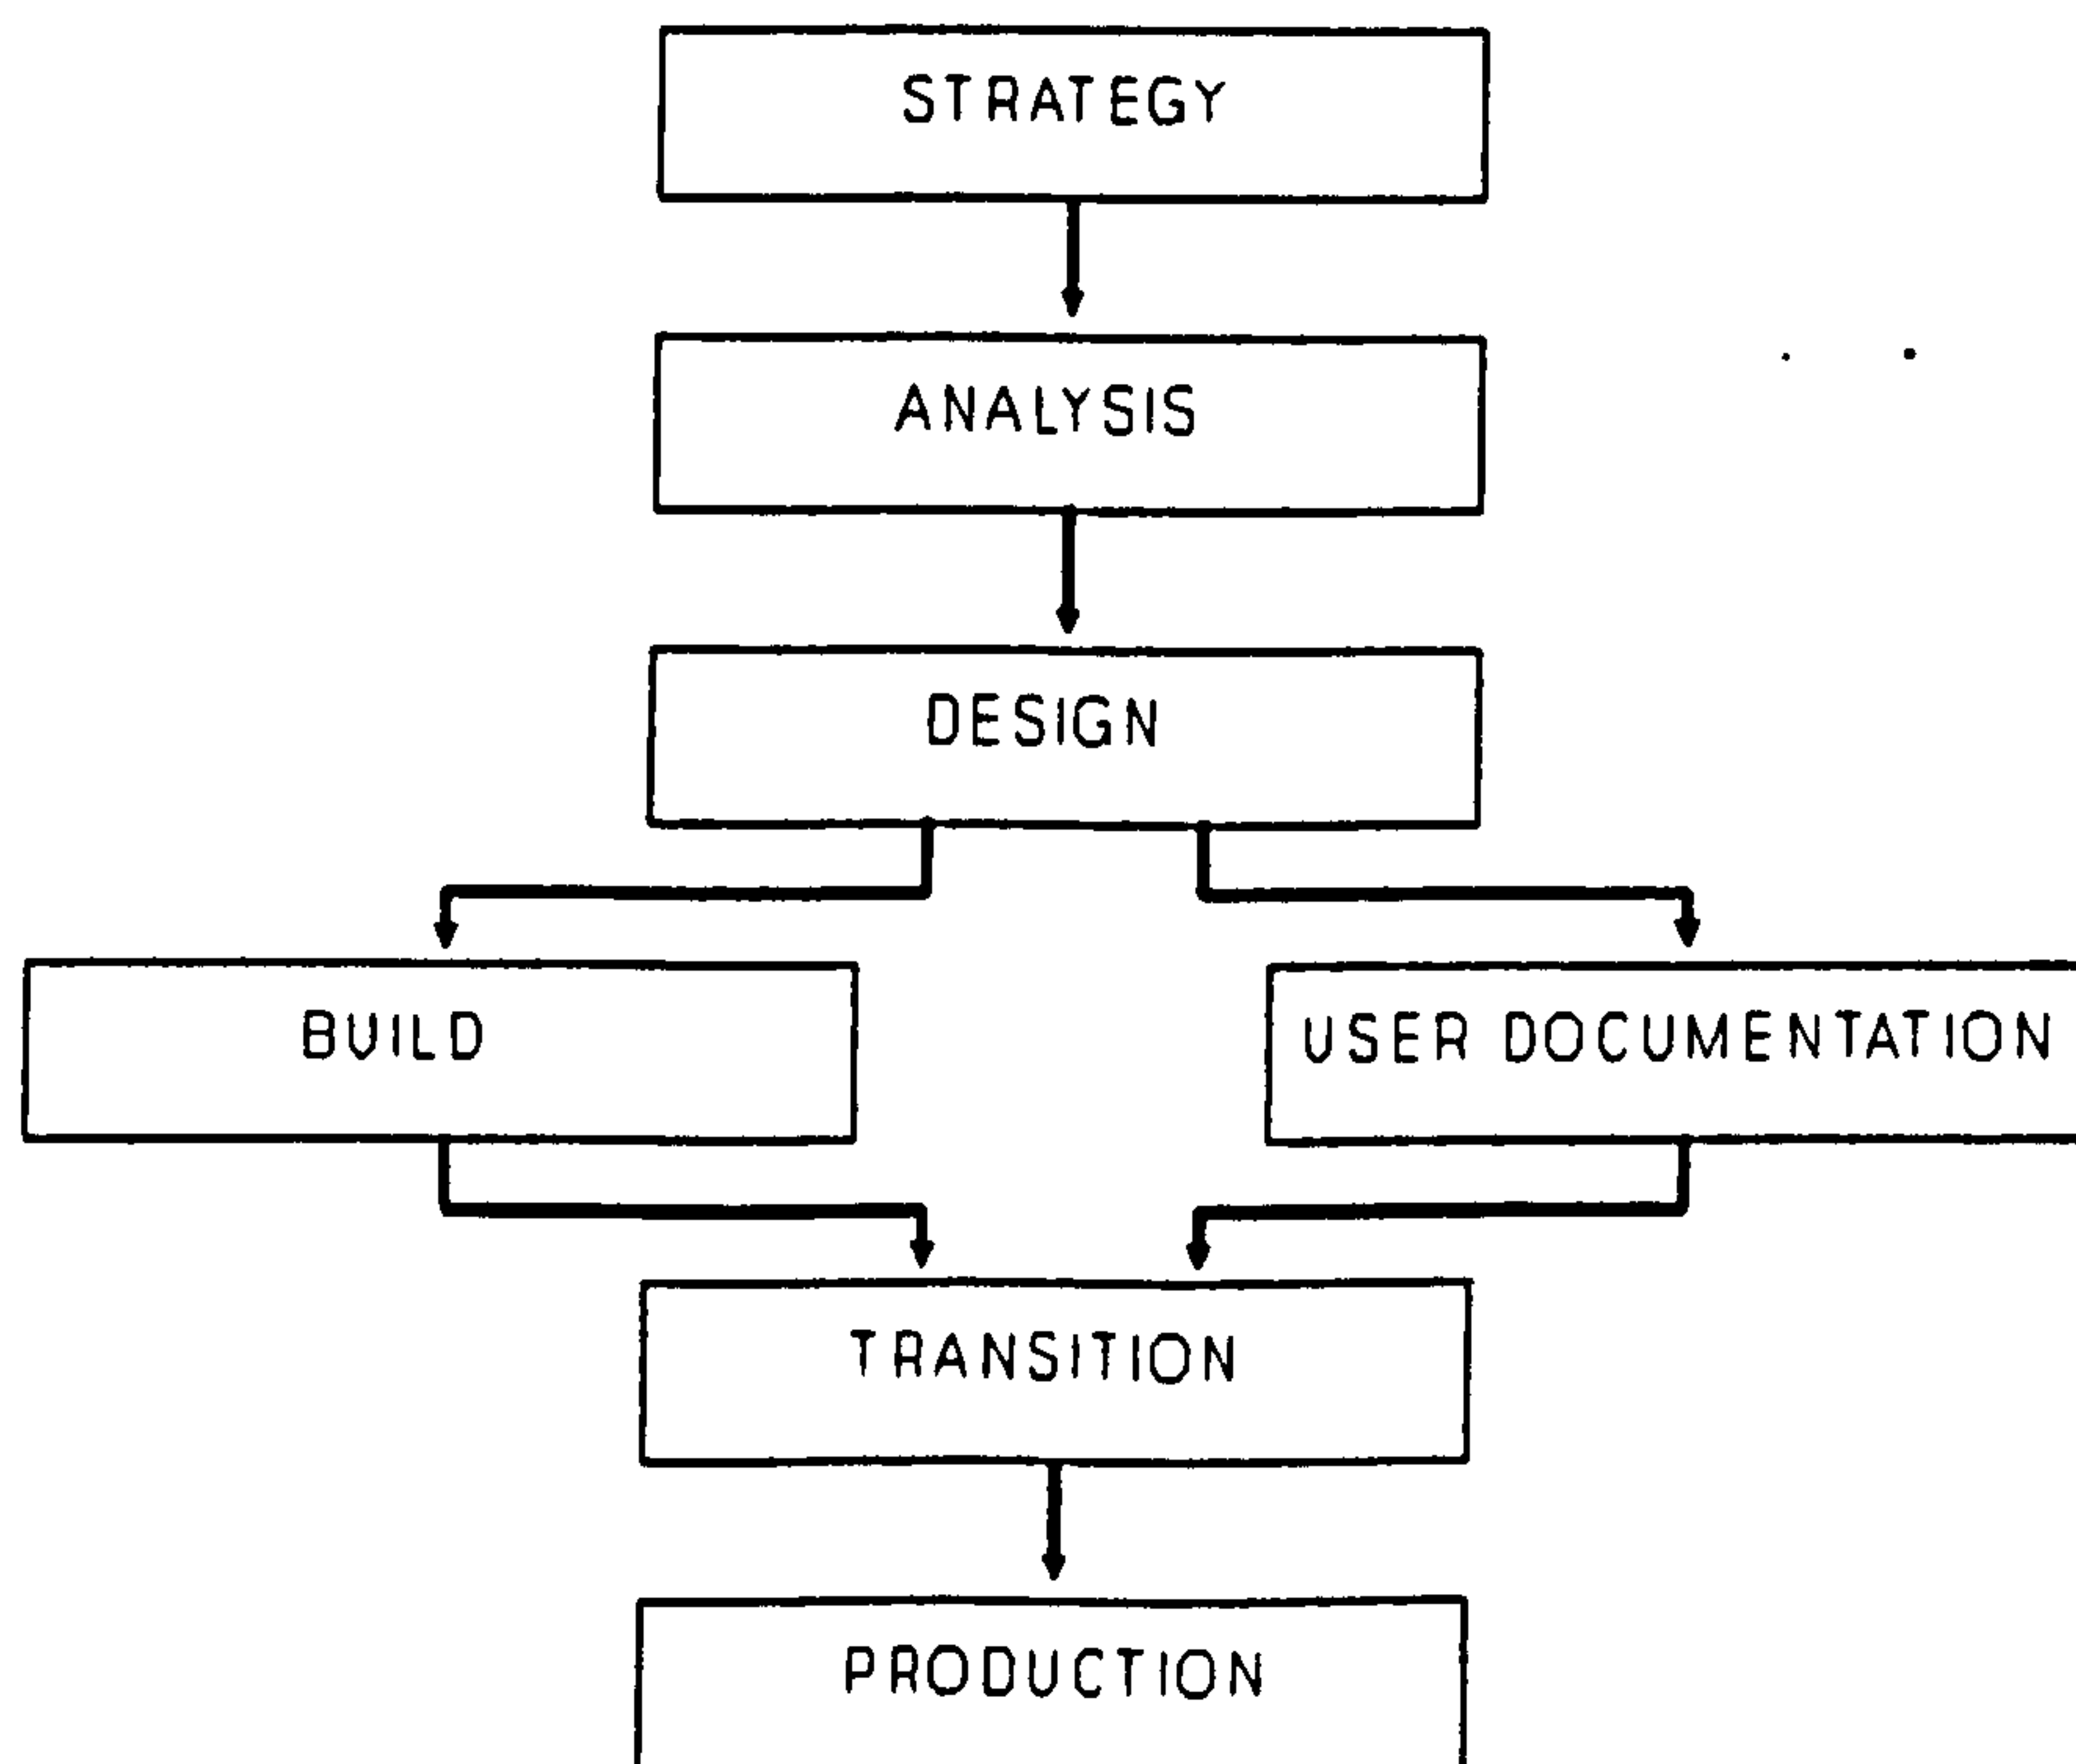 STRATEGY
ANALYSIS
DESIGN
BUILD
USER DOCUMENTATION
TRANSITION
PRODUCTION